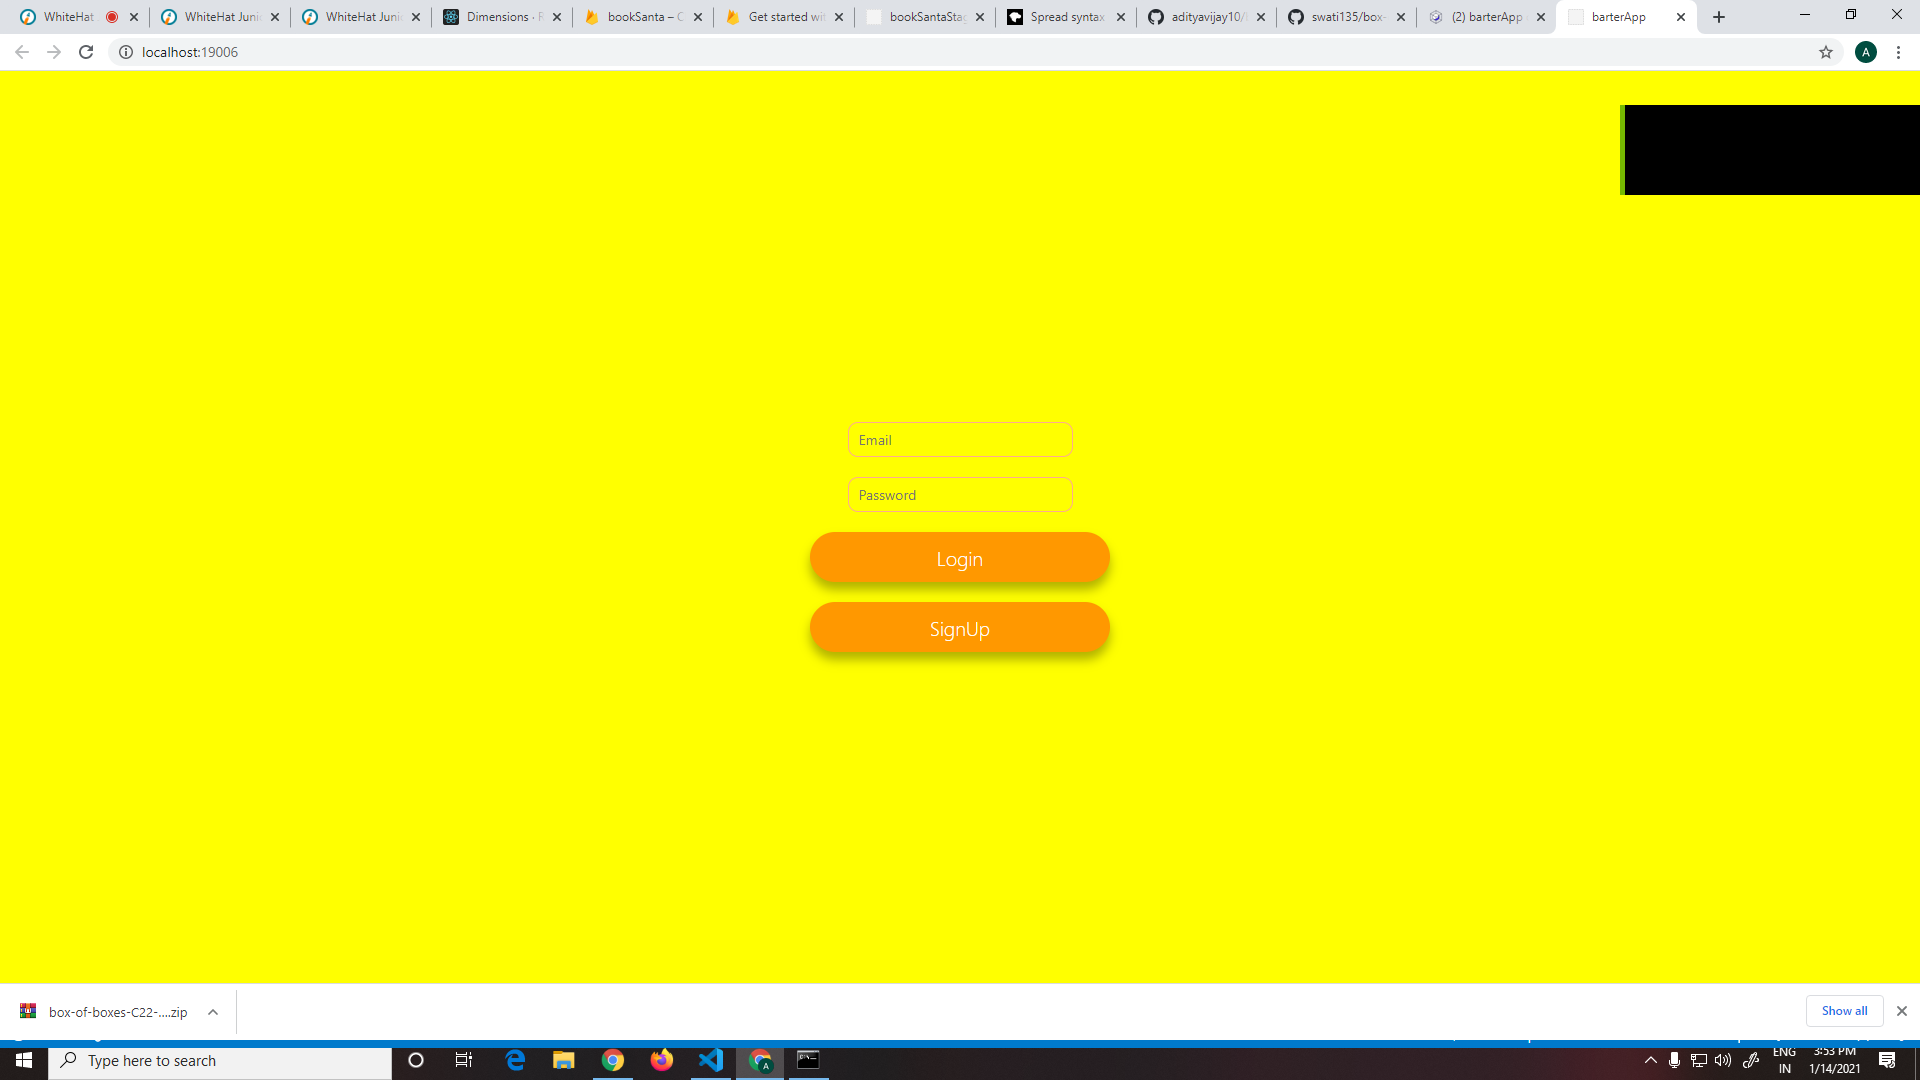 WhiteHat
WhiteHat Juni
WhiteHat Juni
Dimensions · R
bookSanta – C
Get started wit
bookSantaStag
Spread syntax
adityavijay10/
swati135/box-
(2) barterApp
barterApp
localhost:19006
A
Email
Password
Login
SignUp
box-of-boxes-C22-....zip
Show all
Type here to search
A
ENG
IN
3:53 PM
1/14/2021